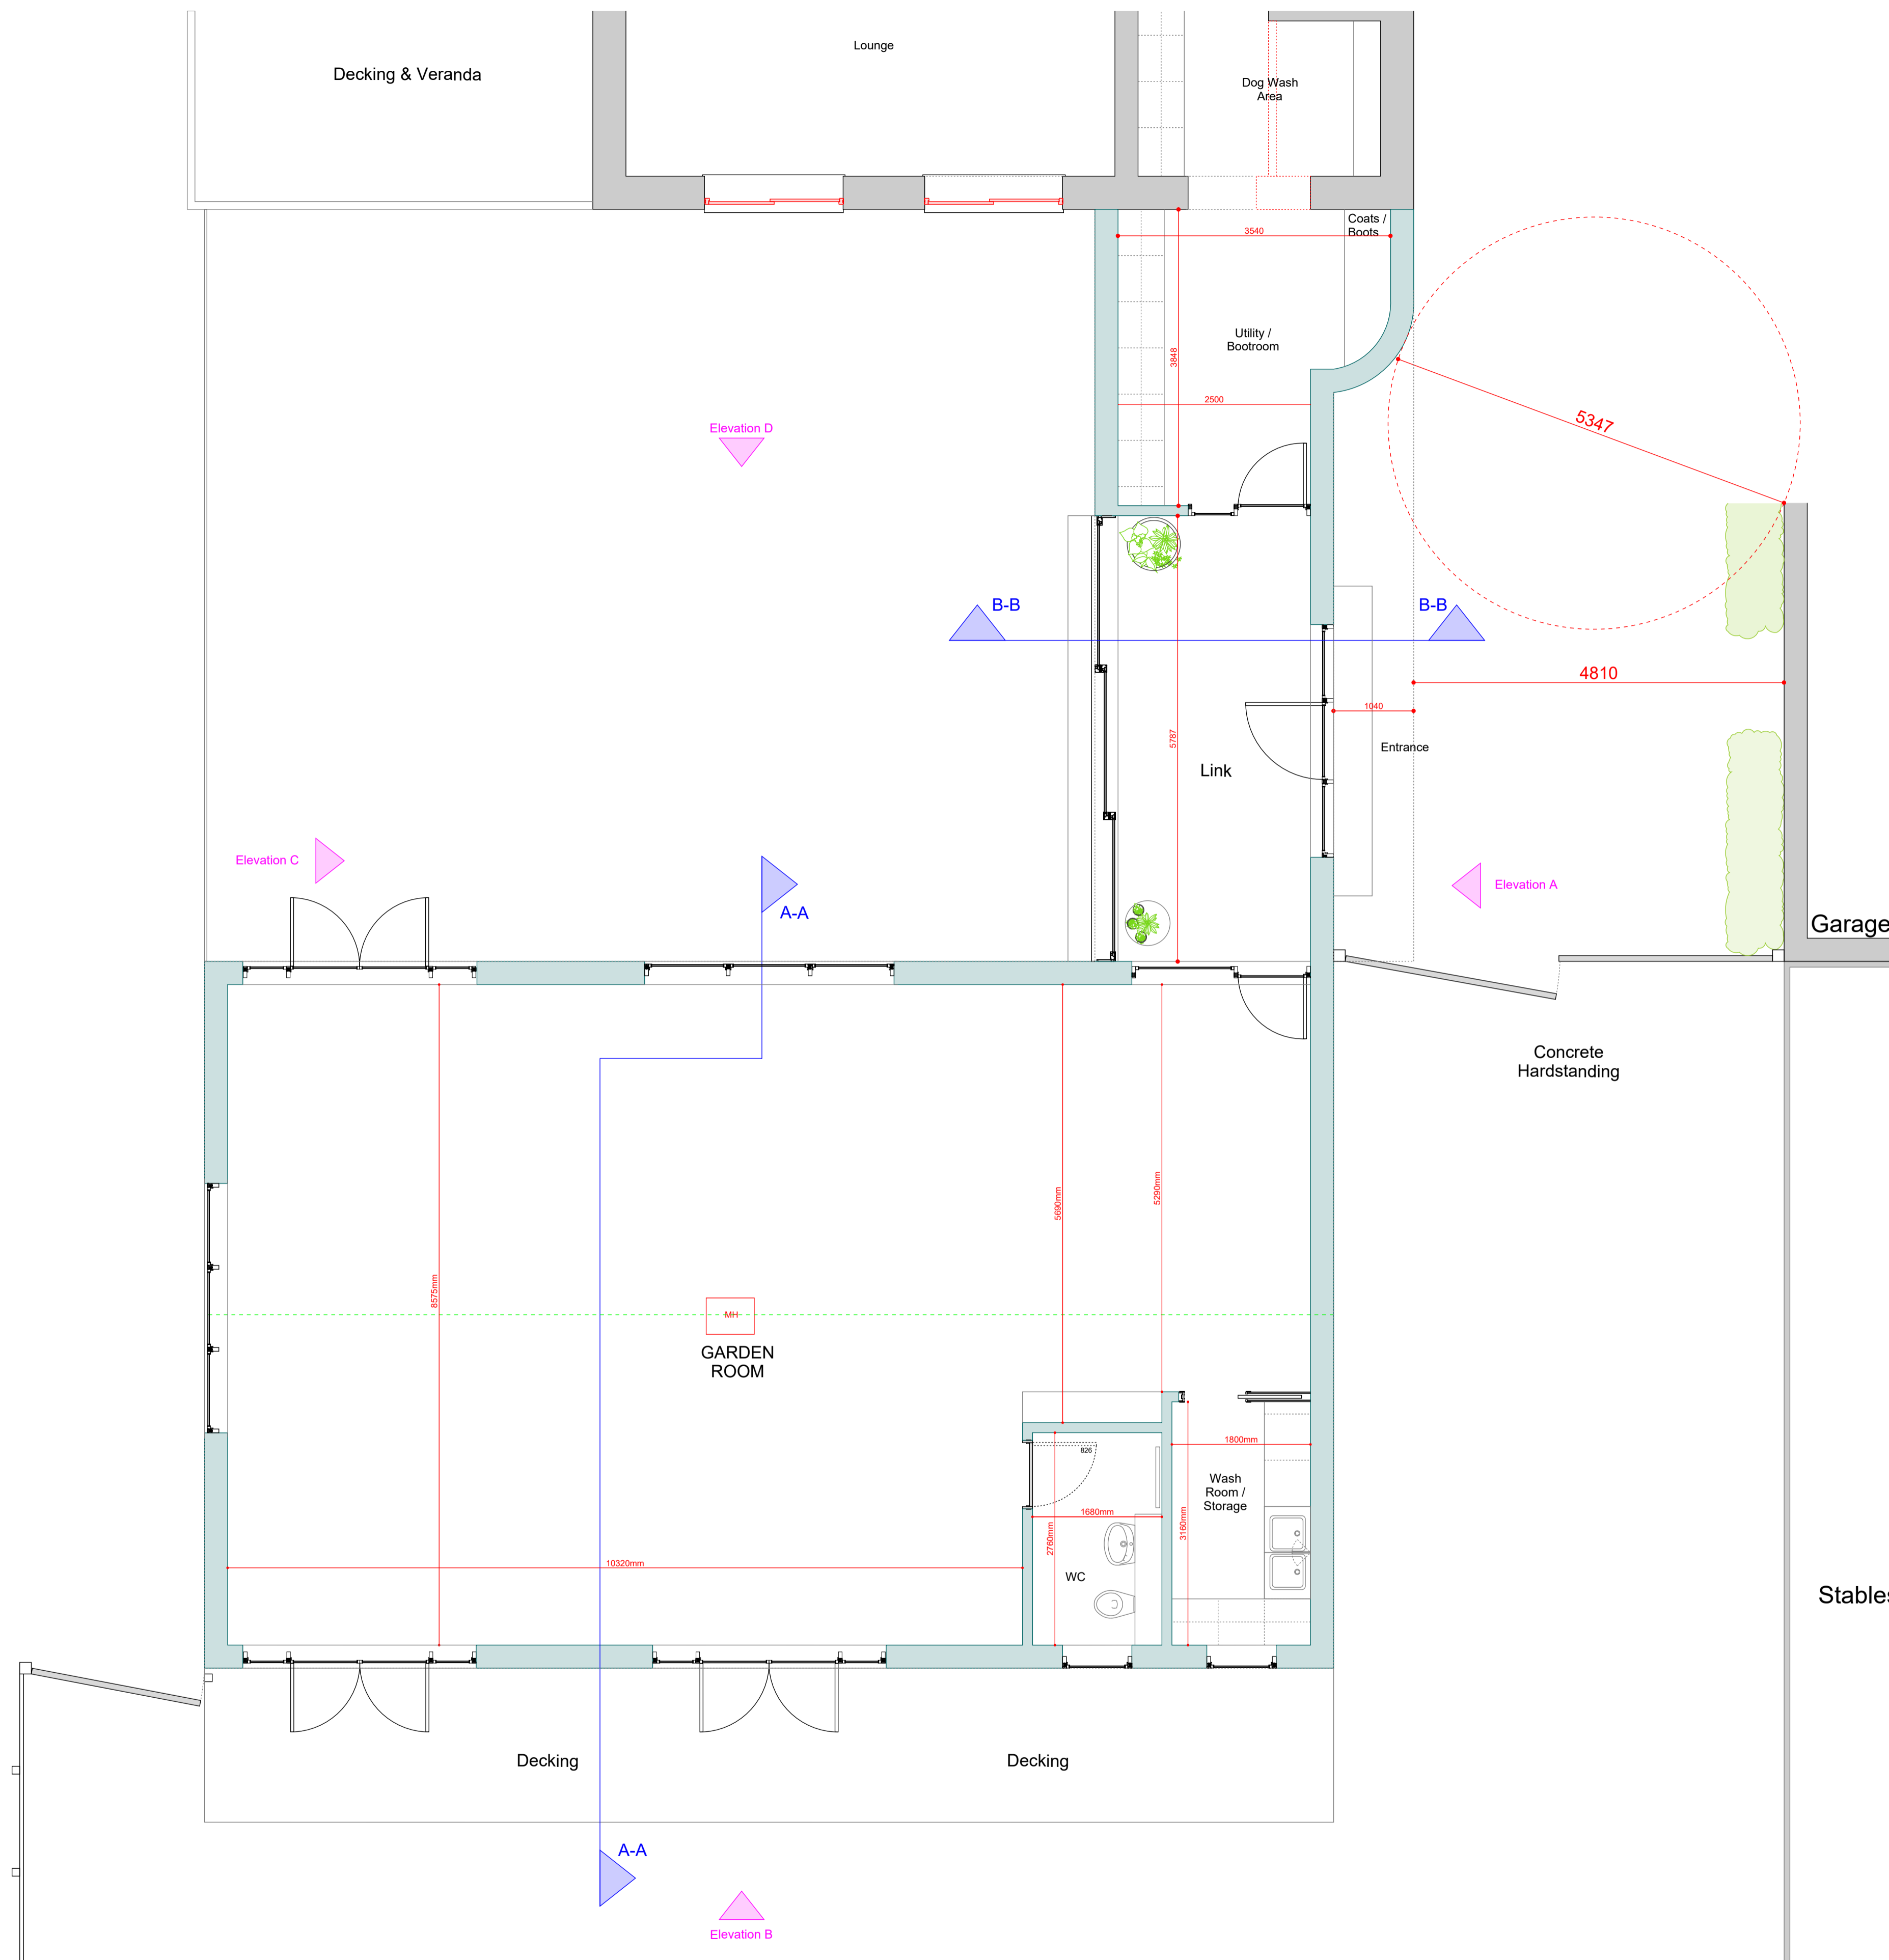 Lounge
Decking & Veranda
Dog Wash
Area
Coats /
Boots
3540
Utility /
Bootroom
3848
2500
5347
Elevation D
B-B
B-B
4810
1040
5787
Entrance
Link
Elevation C
Elevation A
A-A
Garage
Concrete
Hardstanding
5690mm
5290mm
8575mm
MH
GARDEN
ROOM
1800mm
826
Wash
Room /
Storage
1680mm
3160mm
2760mm
10320mm
WC
Stables
Decking
Decking
A-A
Elevation B